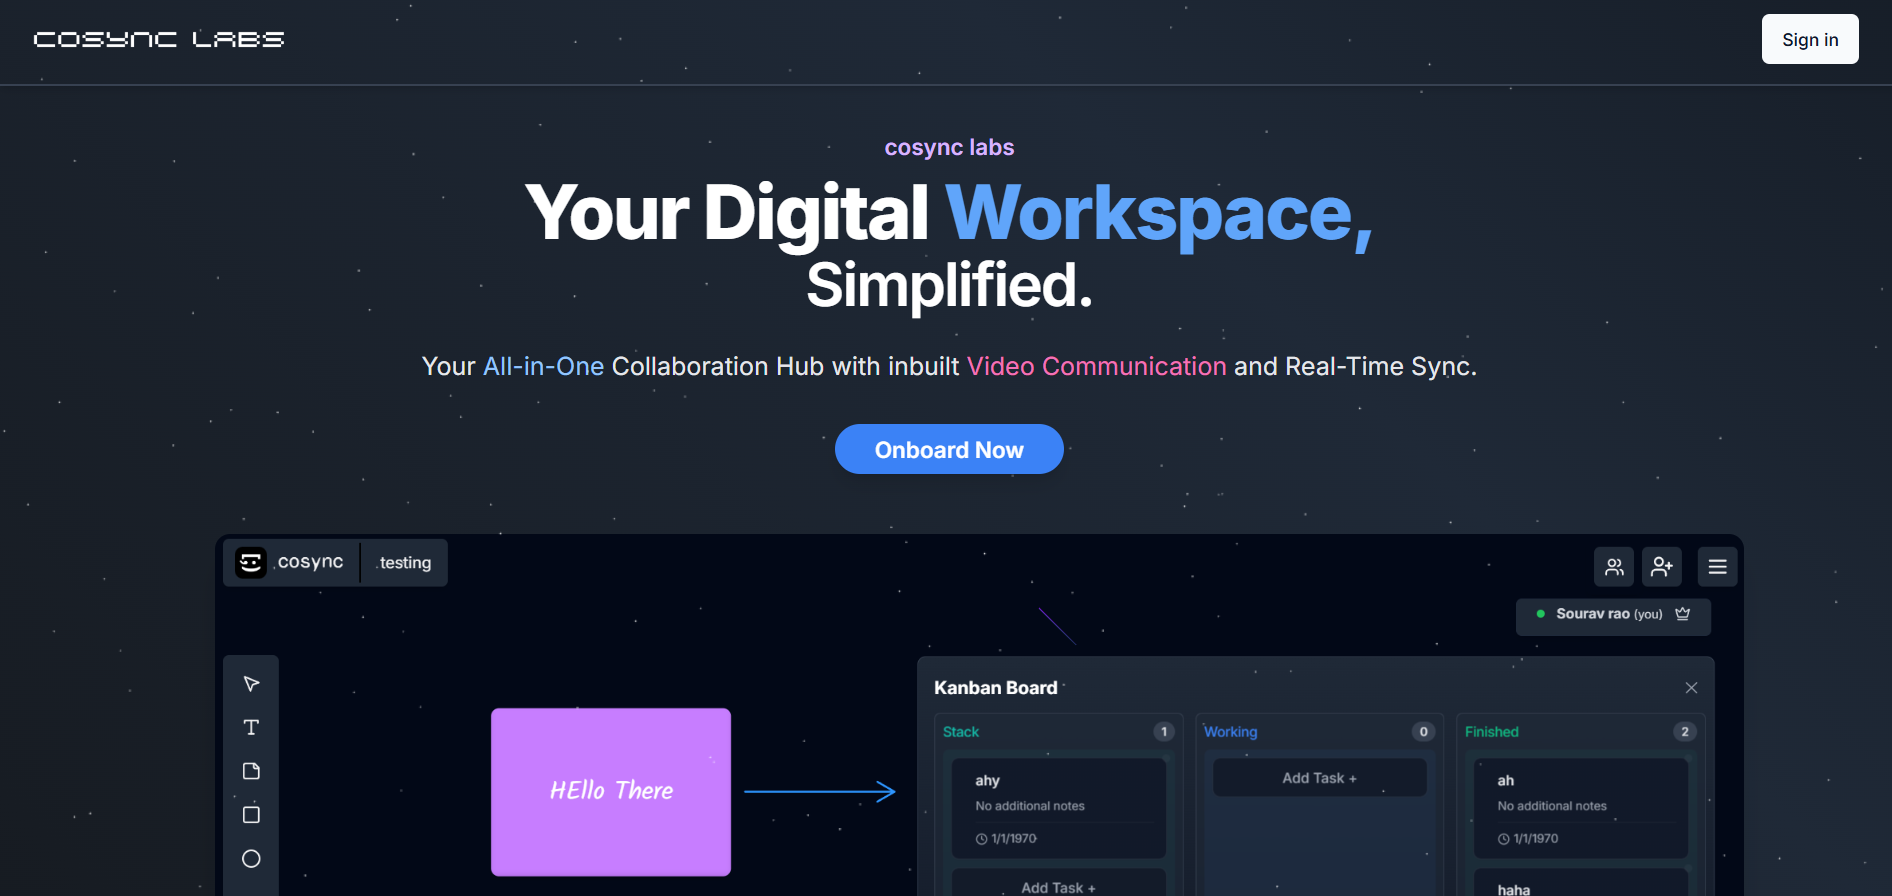 COSYNC LABS
Sign in
cosync labs
Your Digital Workspace,
Simplified.
Your All-in-One Collaboration Hub with inbuilt Video Communication and Real-Time Sync.
Onboard Now
cosync
testing
Sourav rao (you)
Kanban Board
Stack 1
Working 0
Finished 2
ahy
No additional notes
1/1/1970
Add Task +
Add Task +
ah
No additional notes
1/1/1970
haha
HEllo There
T